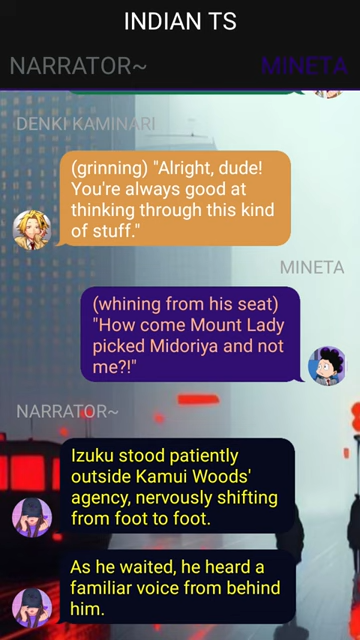 INDIAN TS
NARRATOR~ MINETA
DENKI KAMINARI
(grinning) "Alright, dude!
You're always good at
thinking through this kind
of stuff."
MINETA
(whining from his seat)
"How come Mount Lady
picked Midoriya and not
me?!"
NARRATOR~
Izuku stood patiently
outside Kamui Woods'
agency, nervously shifting
from foot to foot.
As he waited, he heard a
familiar voice from behind
him.